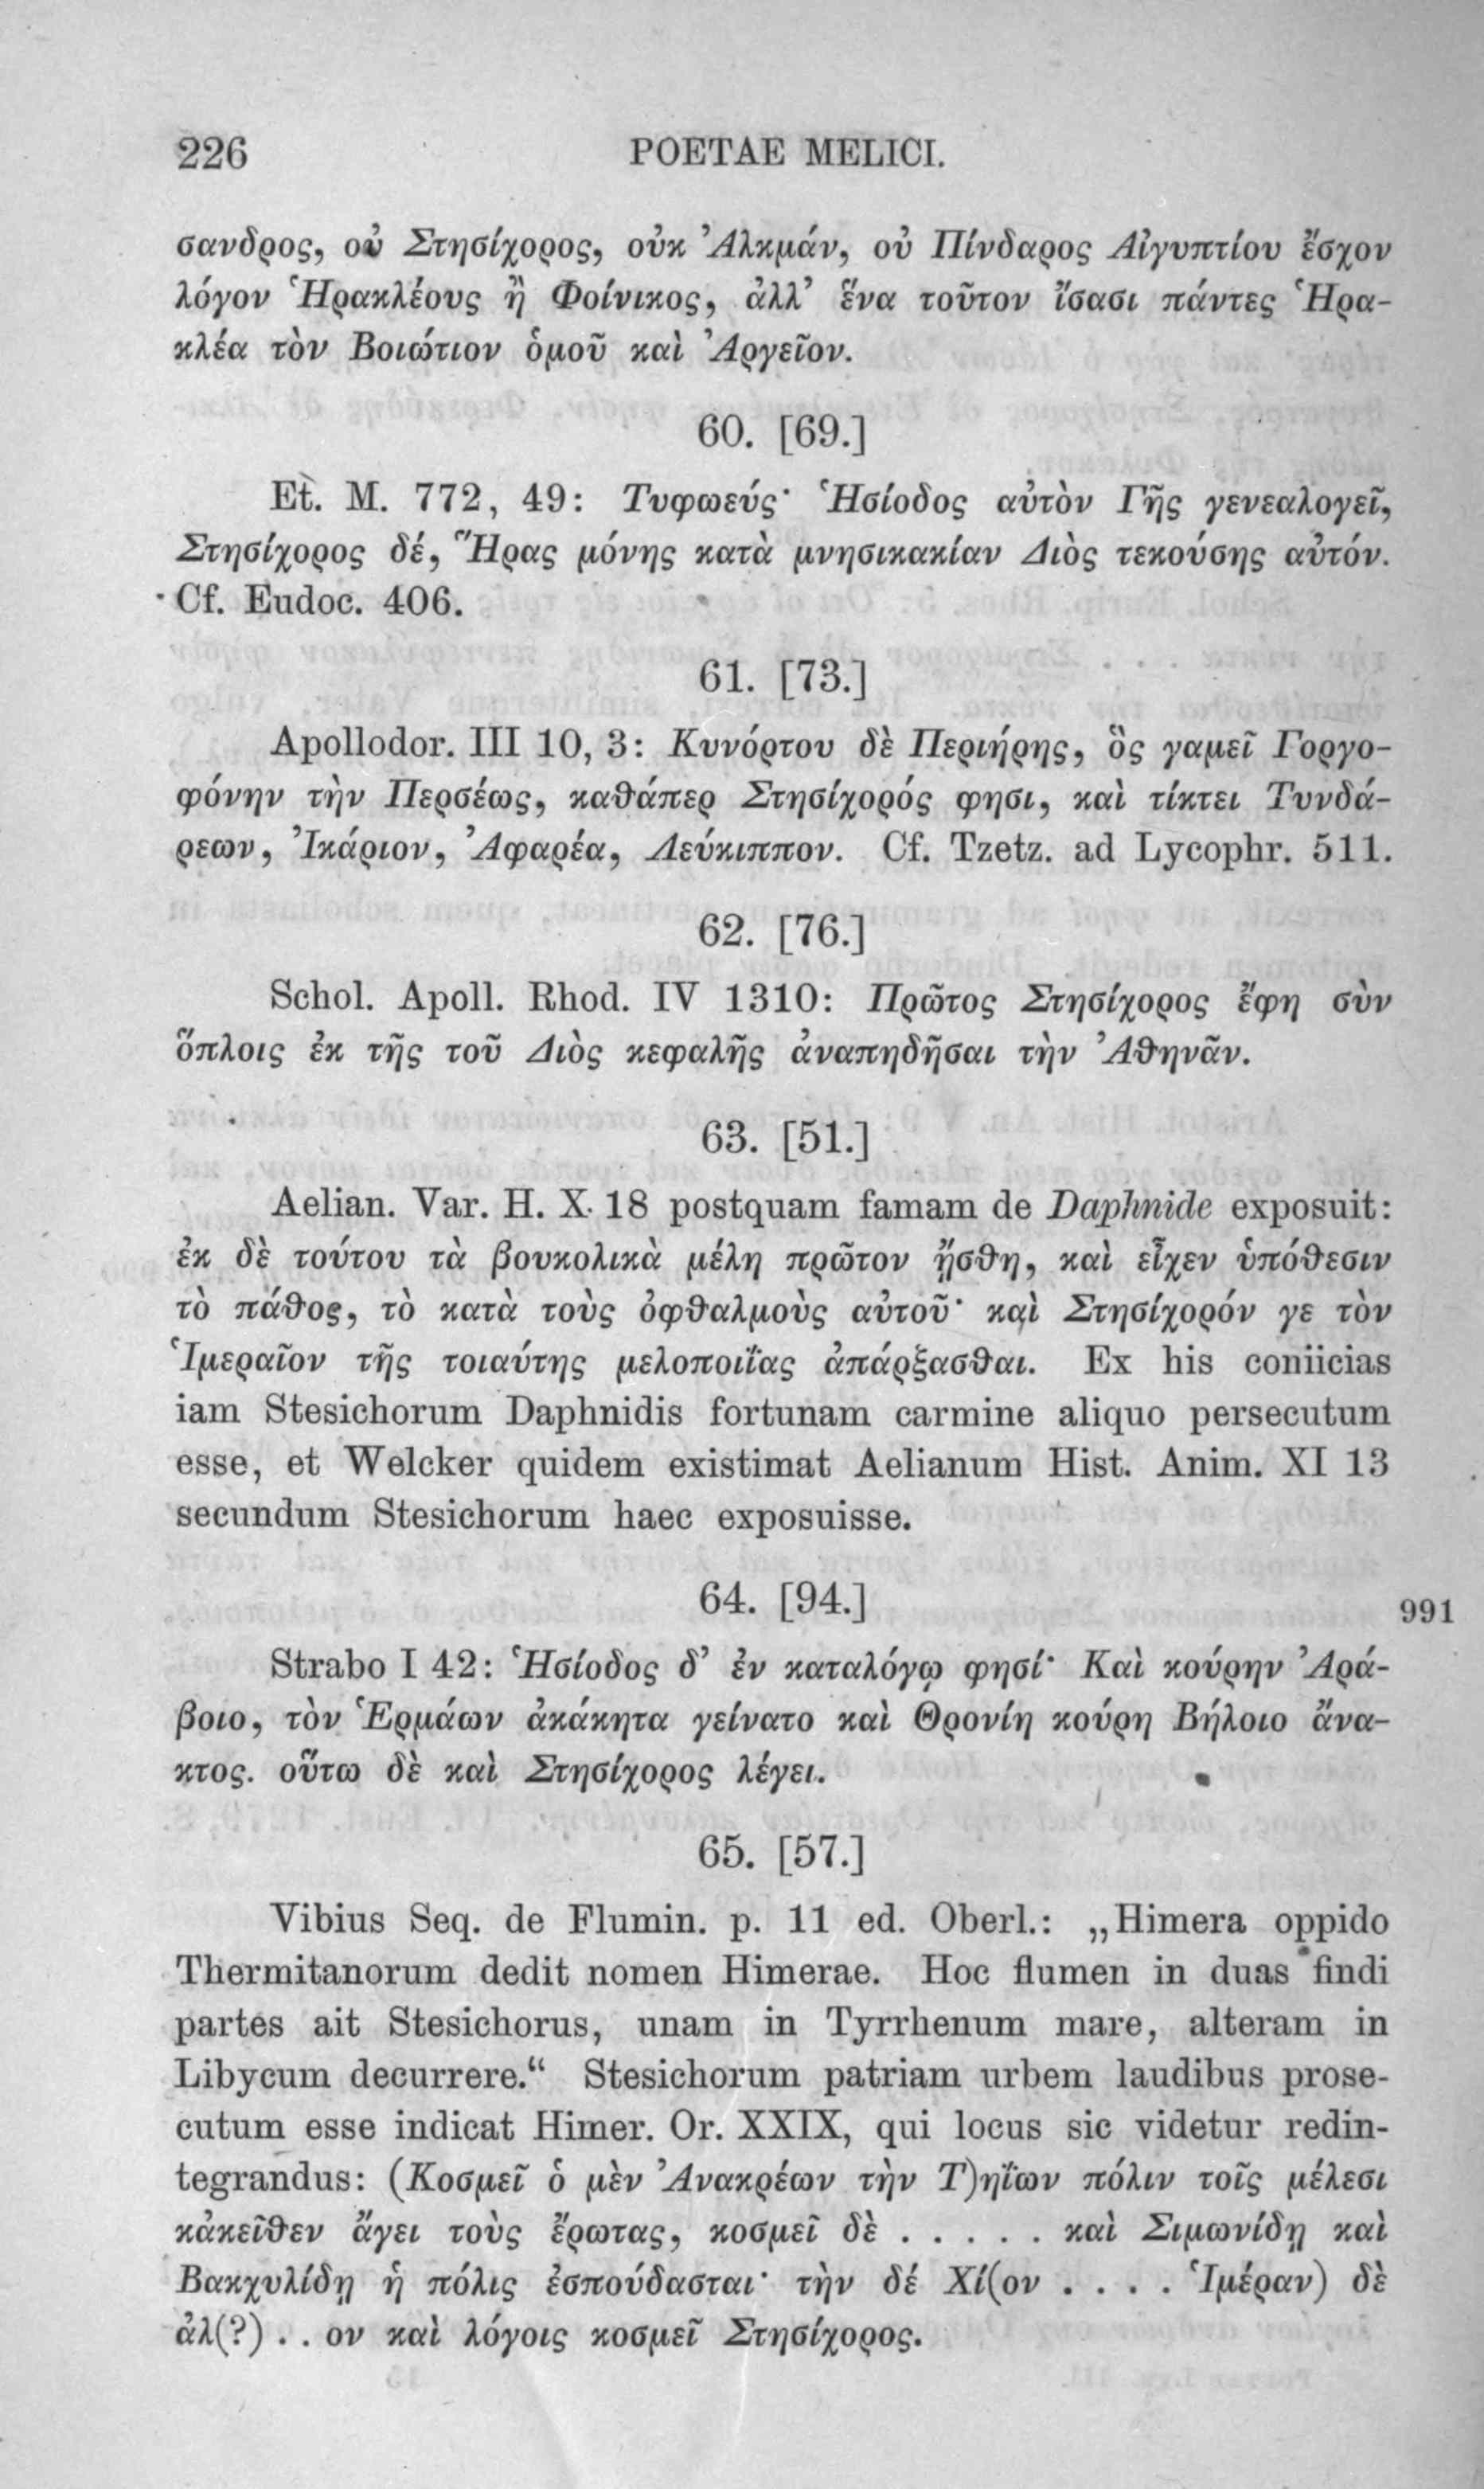 226 POETAE MELICI.
σανδρος, οὐ Στησίχορος, οὐκ Ἀλκμάν, οὐ Πίνδαρος Αἰγυπτίου ἔσχον
λόγον Ἡρακλέους ἢ Φοίνικος, ἀλλ’ ἕνα τοῦτον ἴσασι πάντες Ἡρα-
κλέα τὸν Βοιώτιον ὁμοῦ καὶ Ἀργεῖον.
60. [69.]
Et. M. 772, 49: Τυφωεύς· Ἡσίοδος αὐτὸν Γῆς γενεαλογεῖ,
Στησίχορος δέ, Ἥρας μόνης κατὰ μνησικακίαν Διὸς τεκούσης αὐτόν.
Cf. Eudoc. 406.
61. [73.]
Apollodor. III 10, 3: Κυνόρτου δὲ Περιήρης, ὃς γαμεῖ Γοργο-
φόνην τὴν Περσέως, καθάπερ Στησίχορός φησι, καὶ τίκτει Τυνδά-
ρεων, Ἰκάριον, Ἀφαρέα, Λεύκιππον. Cf. Tzetz. ad Lycophr. 511.
62. [76.]
Schol. Apoll. Rhod. IV 1310: Πρῶτος Στησίχορος ἔφη σὺν
ὅπλοις ἐκ τῆς τοῦ Διὸς κεφαλῆς ἀναπηδῆσαι τὴν Ἀθηνᾶν.
63. [51.]
Aelian. Var. H. X 18 postquam famam de Daphnide exposuit:
ἐκ δὲ τούτου τὰ βουκολικὰ μέλη πρῶτον ᾔσθη, καὶ εἶχεν ὑπόθεσιν
τὸ πάθος, τὸ κατὰ τοὺς ὀφθαλμοὺς αὐτοῦ· καὶ Στησίχορόν γε τὸν
Ἱμεραῖον τῆς τοιαύτης μελοποιΐας ἀπάρξασθαι. Ex his coniicias
iam Stesichorum Daphnidis fortunam carmine aliquo persecutum
esse, et Welcker quidem existimat Aelianum Hist. Anim. XI 13
secundum Stesichorum haec exposuisse.
64. [94.] 991
Strabo I 42: Ἡσίοδος δ’ ἐν καταλόγῳ φησί· Καὶ κούρην Ἀρά-
βοιο, τὸν Ἑρμάων ἀκάκητα γείνατο καὶ Θρονίη κούρη Βήλοιο ἄνα-
κτος. οὕτω δὲ καὶ Στησίχορος λέγει.
65. [57.]
Vibius Seq. de Flumin. p. 11 ed. Oberl.: „Himera oppido
Thermitanorum dedit nomen Himerae. Hoc flumen in duas findi
partes ait Stesichorus, unam in Tyrrhenum mare, alteram in
Libycum decurrere.“ Stesichorum patriam urbem laudibus prose-
cutum esse indicat Himer. Or. XXIX, qui locus sic videtur redin-
tegrandus: (Κοσμεῖ ὁ μὲν Ἀνακρέων τὴν Τ)ηΐων πόλιν τοῖς μέλεσι
κἀκεῖθεν ἄγει τοὺς ἔρωτας, κοσμεῖ δὲ . . . . . καὶ Σιμωνίδῃ καὶ
Βακχυλίδῃ ἡ πόλις ἐσπούδασται· τὴν δέ Χί(ον . . . . Ἱμέραν) δὲ
ἀλ(?) . . ον καὶ λόγοις κοσμεῖ Στησίχορος.